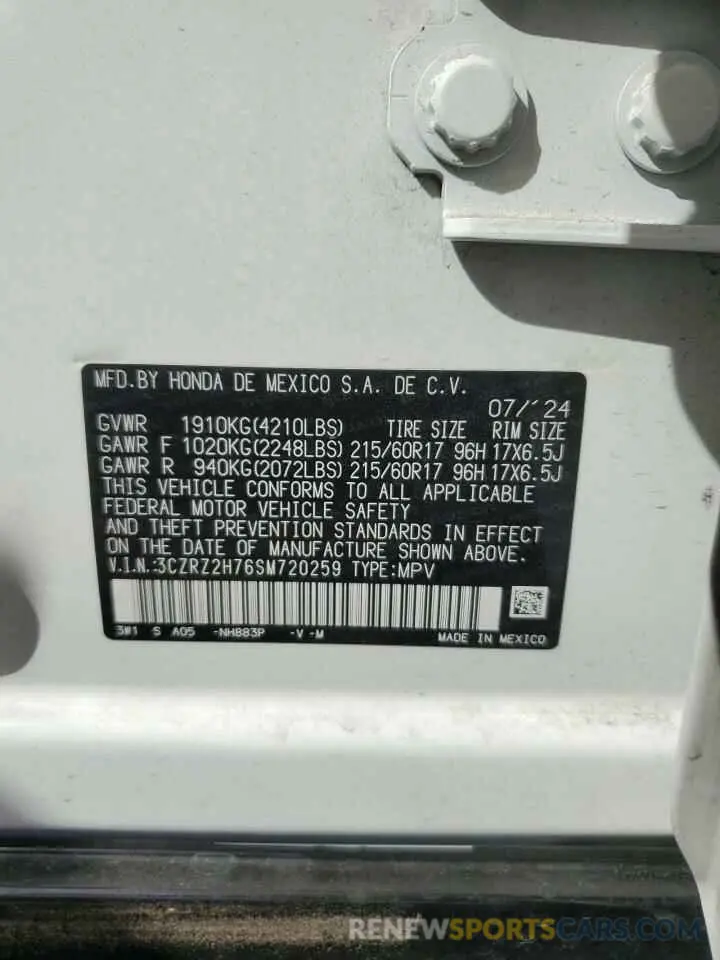 MFD.BY HONDA DE MEXICO S.A. DE C.V.
07/'24
GVWR 1910KG(4210LBS) TIRE SIZE RIM SIZE
GAWR F 1020KG(2248LBS) 215/60R17 96H 17X6.5J
GAWR R 940KG(2072LBS) 215/60R17 96H 17X6.5J
THIS VEHICLE CONFORMS TO ALL APPLICABLE
FEDERAL MOTOR VEHICLE SAFETY
AND THEFT PREVENTION STANDARDS IN EFFECT
ON THE DATE OF MANUFACTURE SHOWN ABOVE.
V.I.N.:3CZRZ2H76SM720259 TYPE:MPV
3W1 S A05 -NH883P -V -M MADE IN MEXICO
RENEWSPORTSCARS.COM